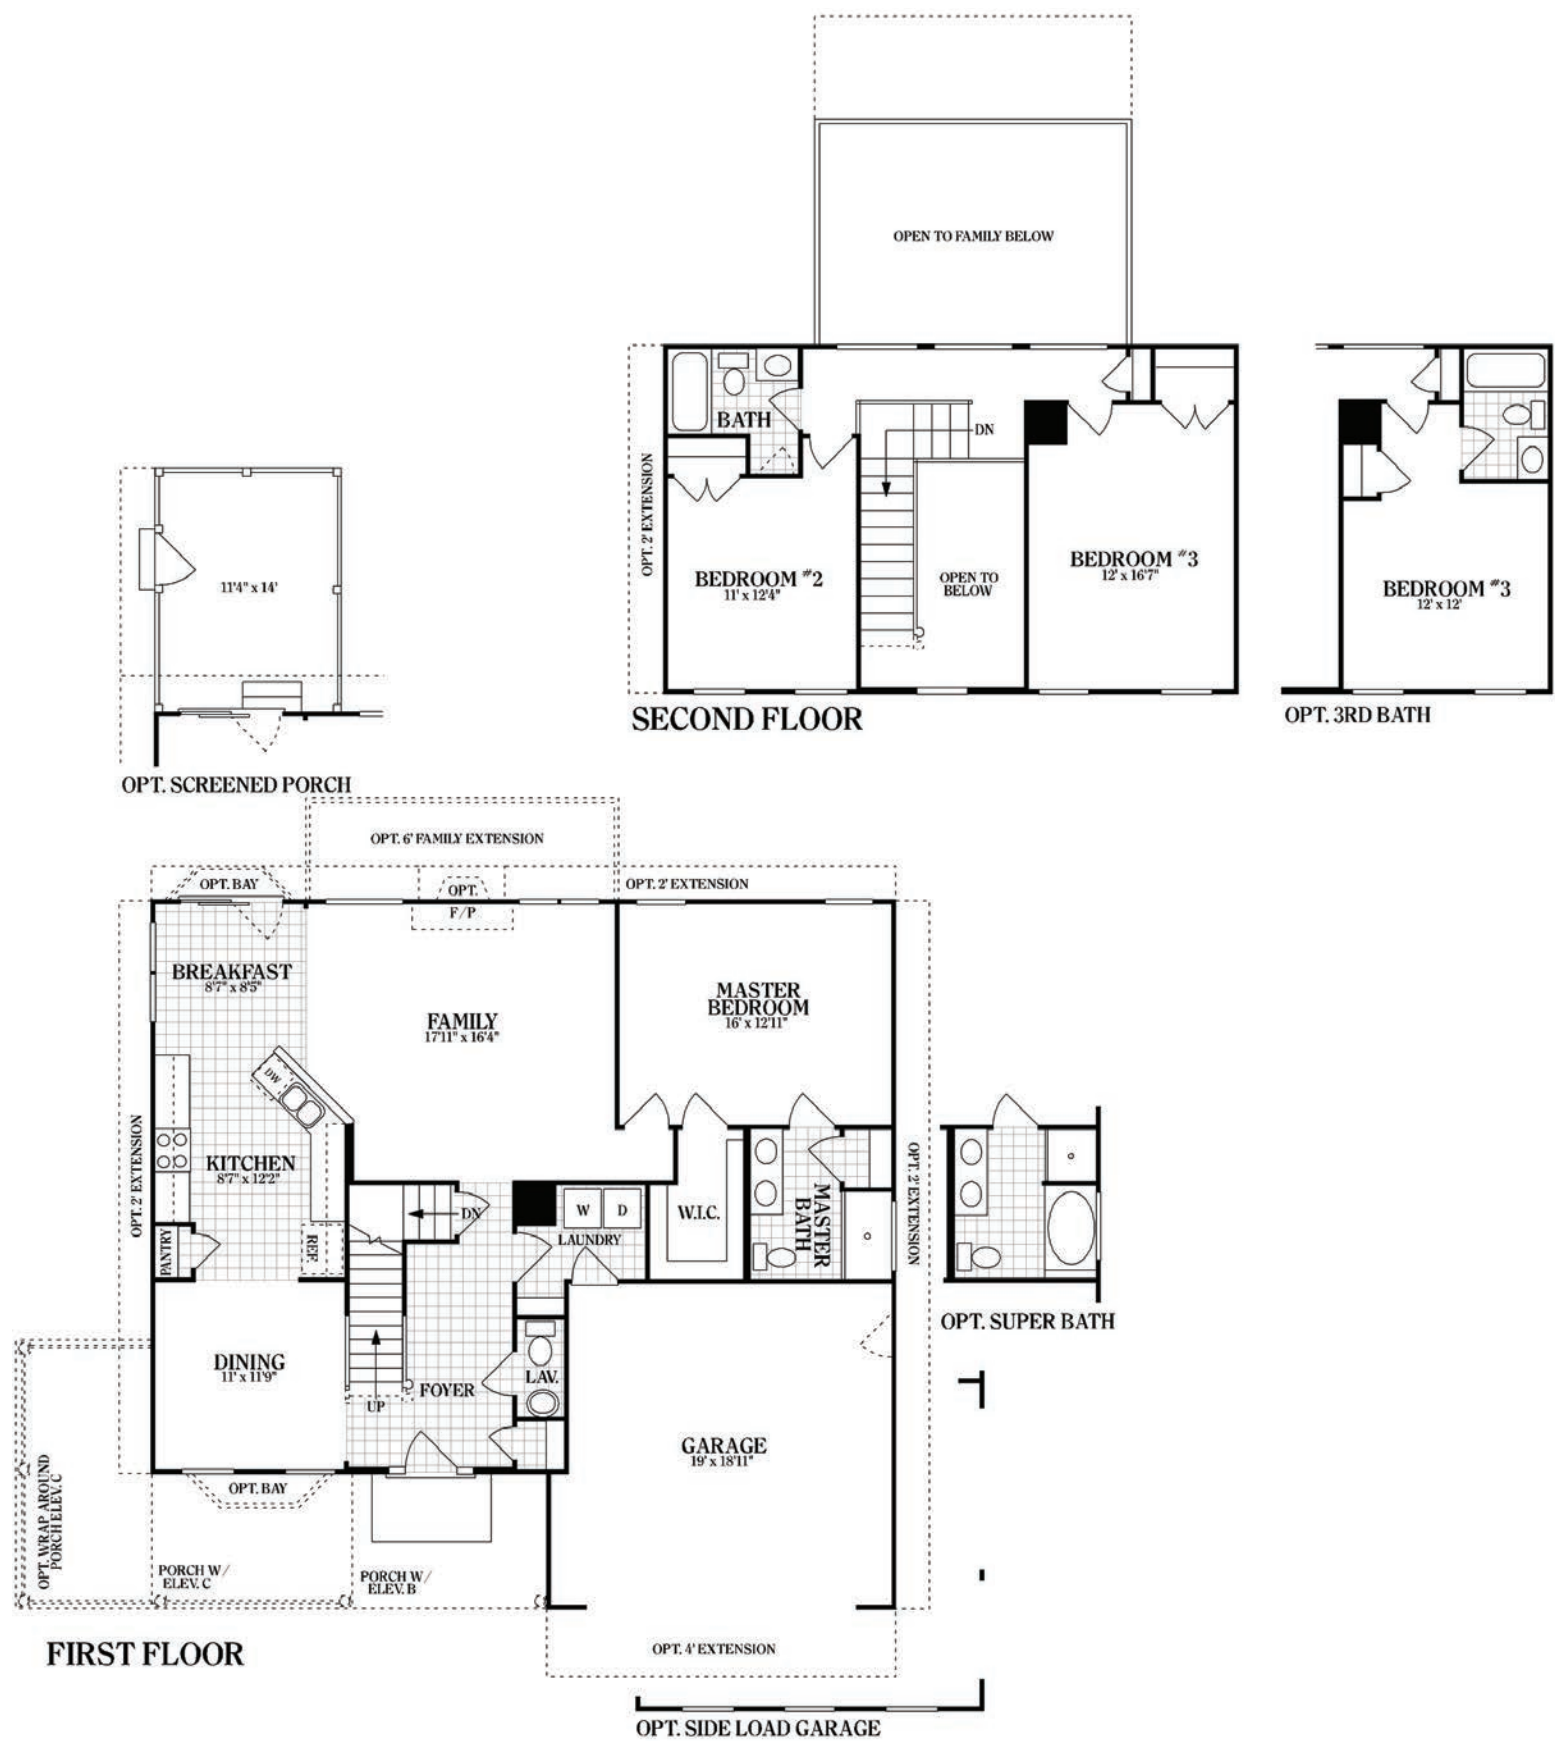 OPEN TO FAMILY BELOW
BATH
DN
OPT. 2' EXTENSION
BEDROOM #2
11' x 12'4"
OPEN TO
BELOW
BEDROOM #3
12' x 16'7"
SECOND FLOOR
BEDROOM #3
12' x 12'
OPT. 3RD BATH
11'4" x 14'
OPT. SCREENED PORCH
OPT. 6' FAMILY EXTENSION
OPT. BAY
OPT.
F/P
OPT. 2' EXTENSION
BREAKFAST
8'7" x 8'5"
FAMILY
17'11" x 16'4"
MASTER
BEDROOM
16' x 12'11"
DW
OPT. 2' EXTENSION
KITCHEN
8'7" x 12'2"
PANTRY
REF.
DN
W
D
LAUNDRY
W.I.C.
MASTER
BATH
OPT. 2' EXTENSION
OPT. SUPER BATH
DINING
11' x 11'9"
UP
FOYER
LAV.
GARAGE
19' x 18'11"
OPT. BAY
OPT. WRAP AROUND
PORCH ELEV. C
PORCH W/
ELEV. C
PORCH W/
ELEV. B
FIRST FLOOR
OPT. 4' EXTENSION
OPT. SIDE LOAD GARAGE